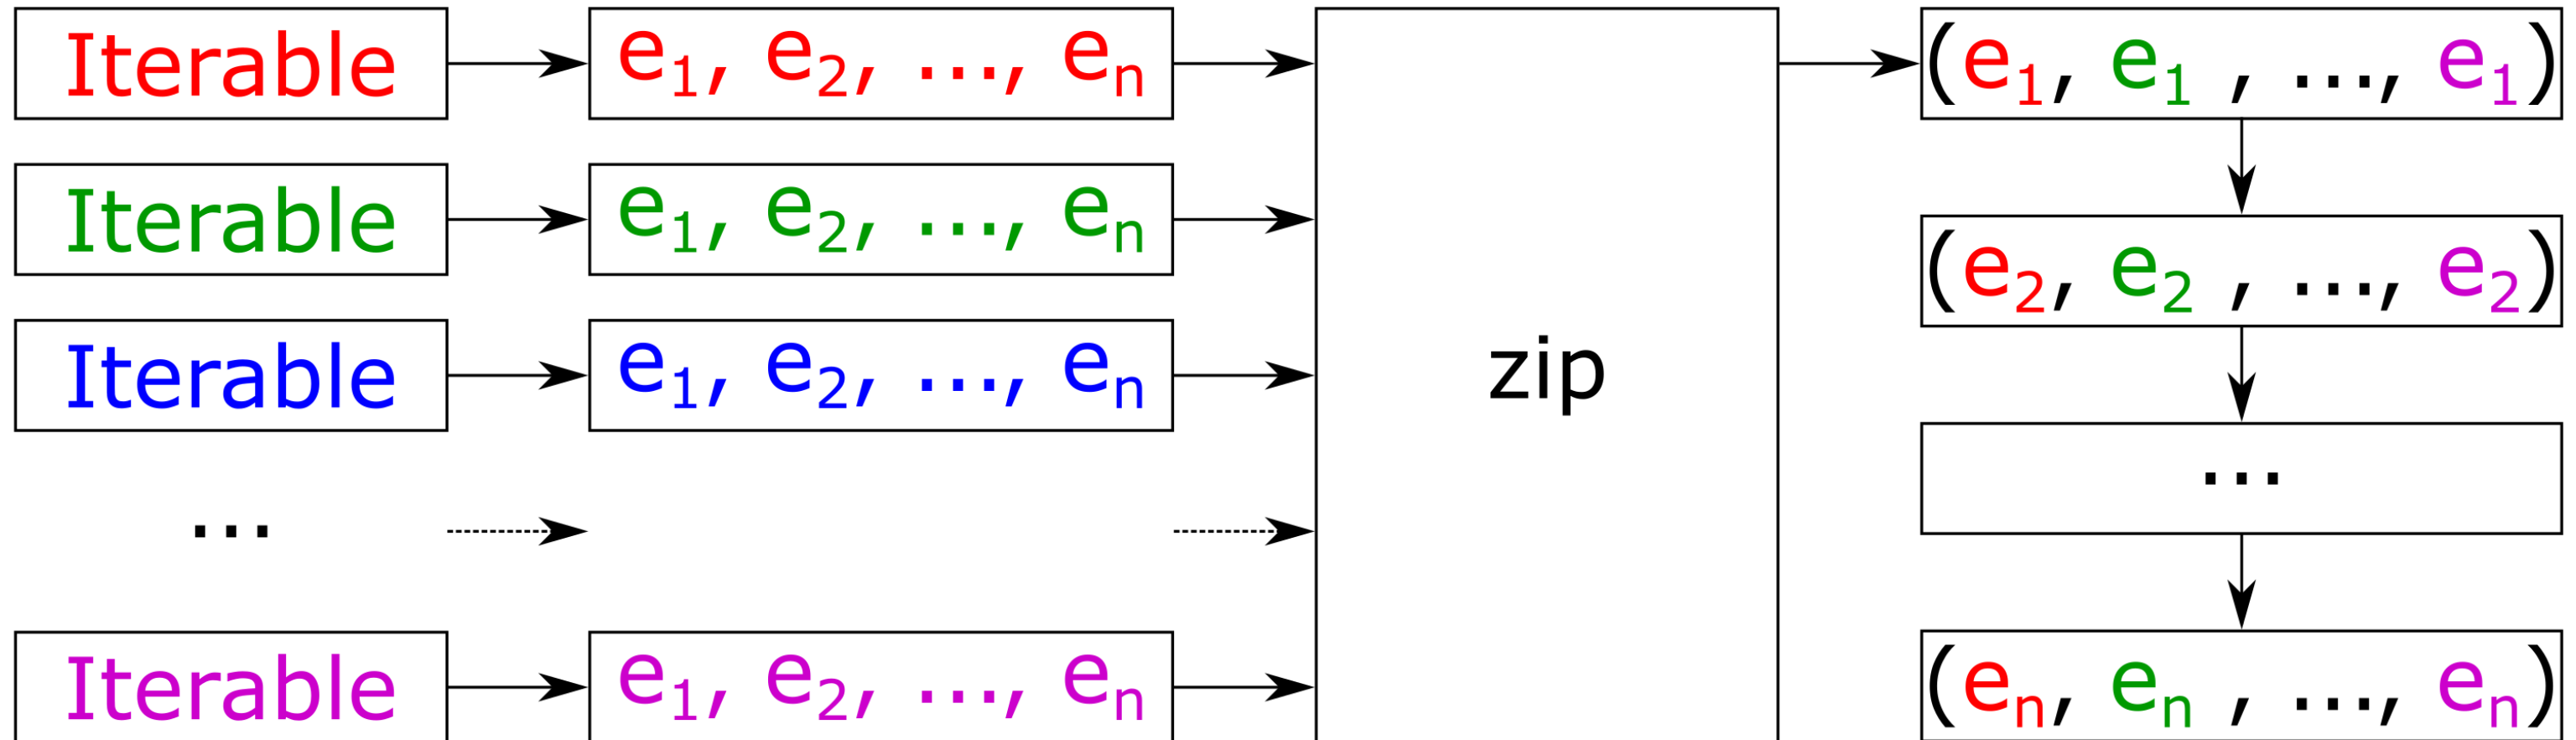 Iterable e₁, e₂, ..., eₙ (e₁, e₁ , ..., e₁)
Iterable e₁, e₂, ..., eₙ
(e₂, e₂ , ..., e₂)
Iterable e₁, e₂, ..., eₙ
zip
...
...
Iterable e₁, e₂, ..., eₙ (eₙ, eₙ , ..., eₙ)